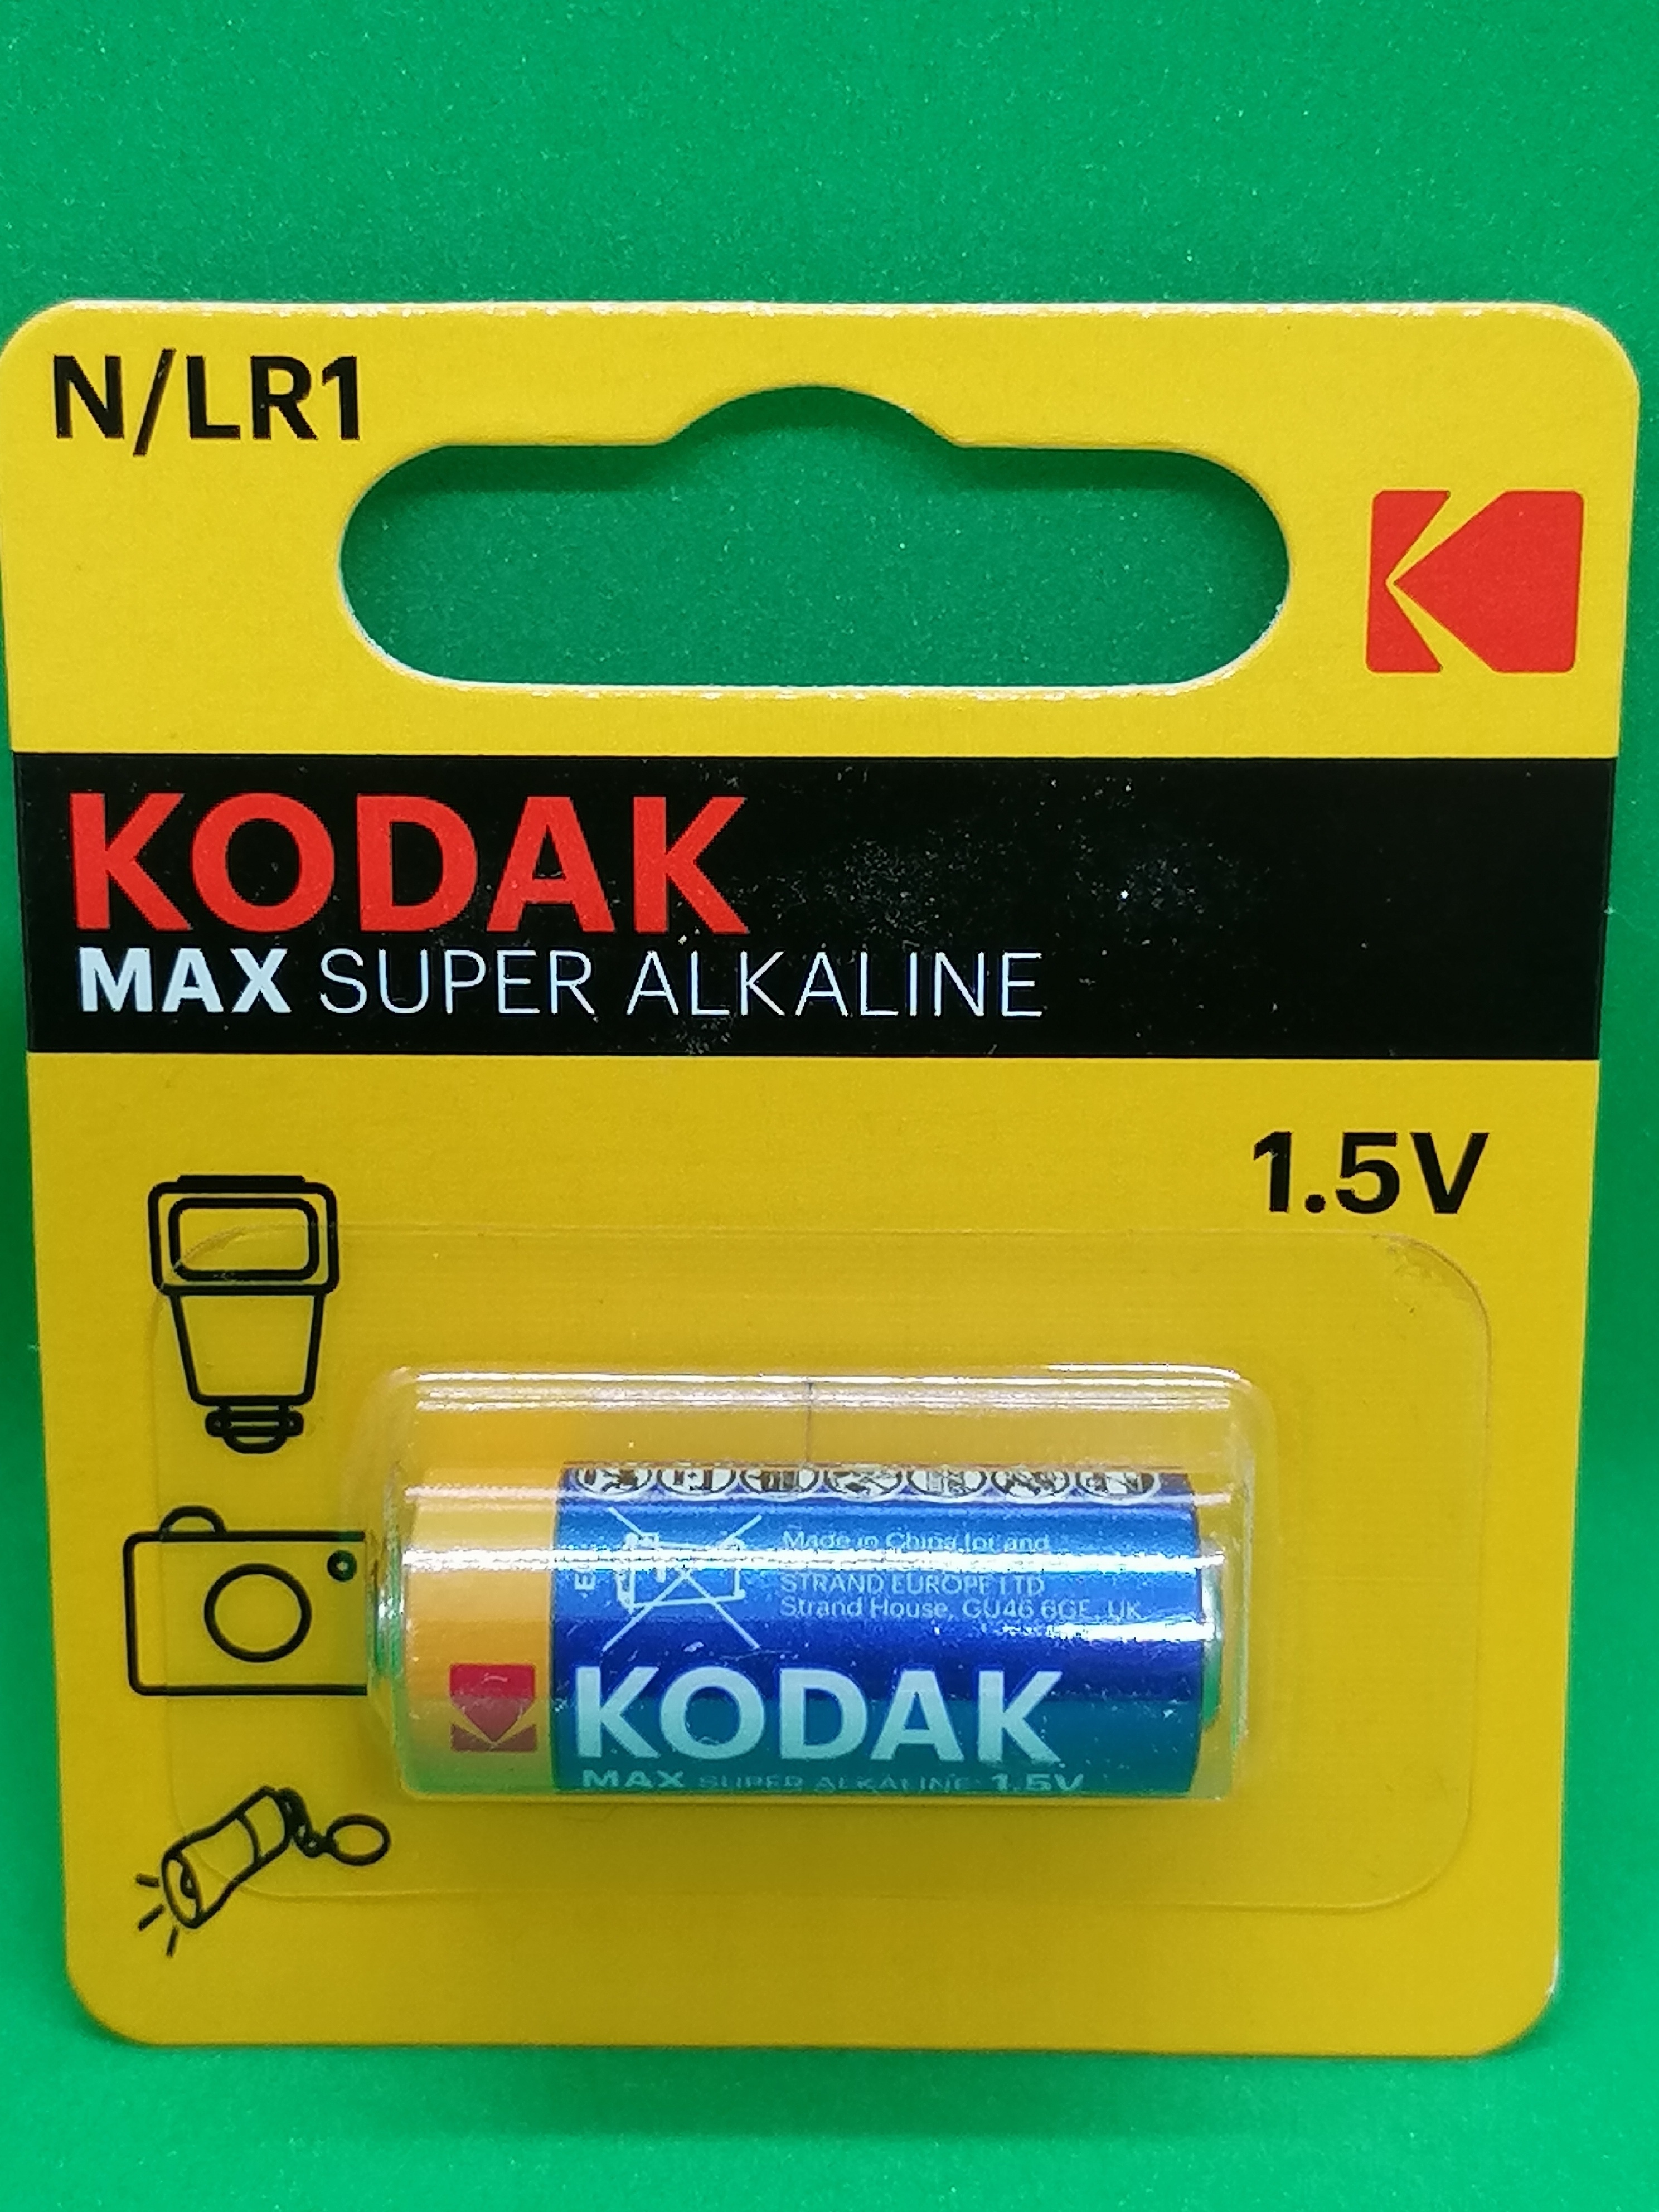 N/LR1
KODAK
MAX SUPER ALKALINE
1.5V
Made in China for and
STRAND EUROPE LTD
Strand House, GU46 6GE, UK
KODAK
MAX SUPER ALKALINE 1.5V